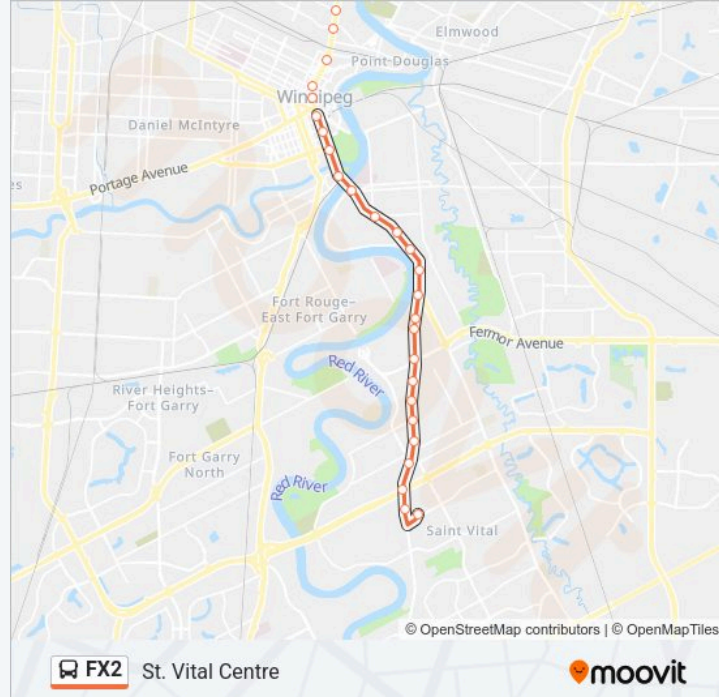 Elmwood
Point Douglas
Winnipeg
Daniel McIntyre
es
Portage Avenue
Fort Rouge–
East Fort Garry
Fermor Avenue
Red River
River Heights–
Fort Garry
Fort Garry
North
Red River
Saint Vital
© OpenStreetMap contributors | © OpenMapTiles
FX2 St. Vital Centre
moovit